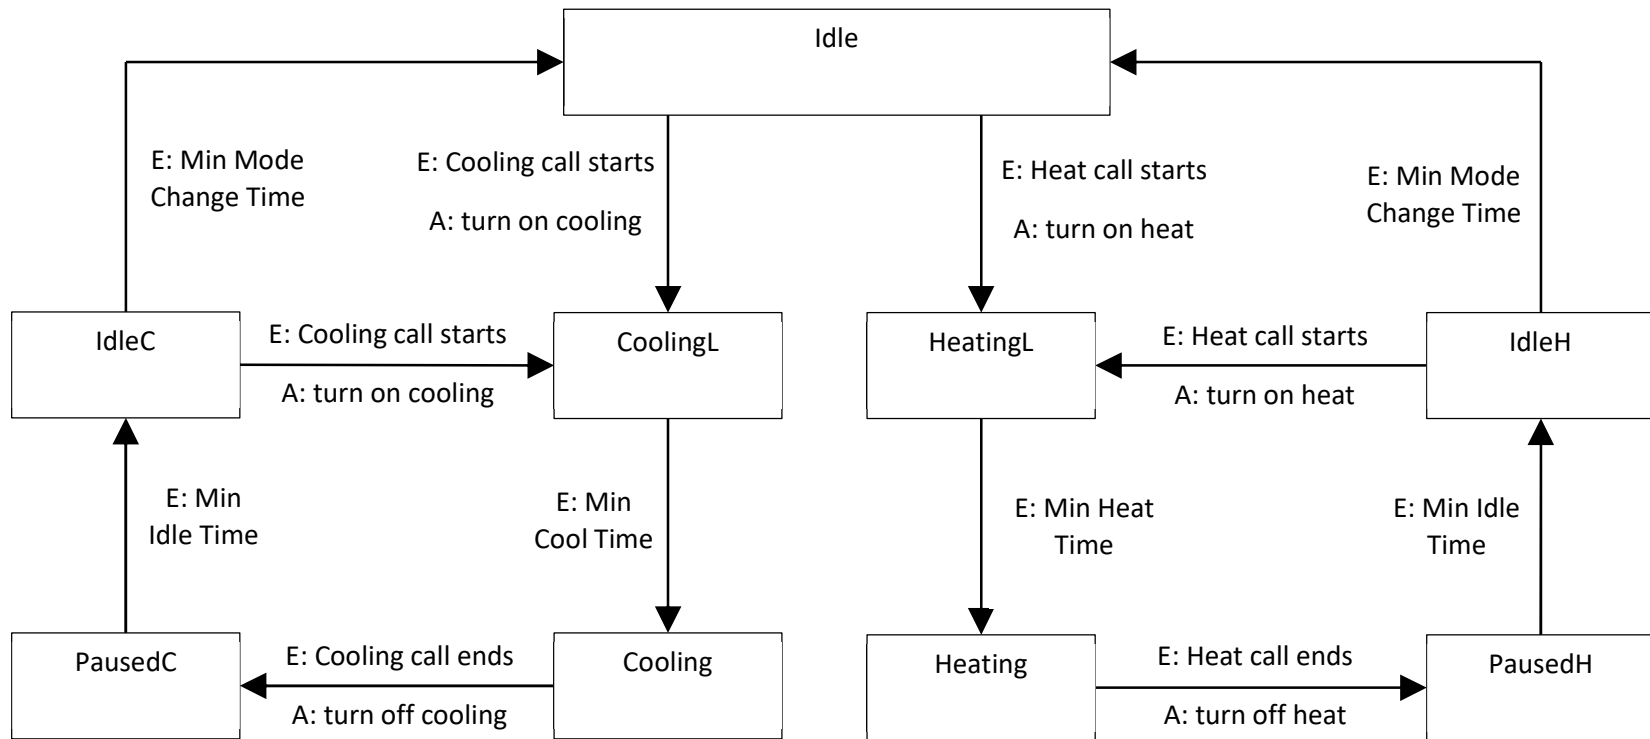 Idle
E: Min Mode
Change Time
E: Cooling call starts
A: turn on cooling
E: Heat call starts
A: turn on heat
E: Min Mode
Change Time
IdleC
E: Cooling call starts
A: turn on cooling
CoolingL
HeatingL
E: Heat call starts
A: turn on heat
IdleH
E: Min
Idle Time
E: Min
Cool Time
E: Min Heat
Time
E: Min Idle
Time
PausedC
E: Cooling call ends
A: turn off cooling
Cooling
Heating
E: Heat call ends
A: turn off heat
PausedH